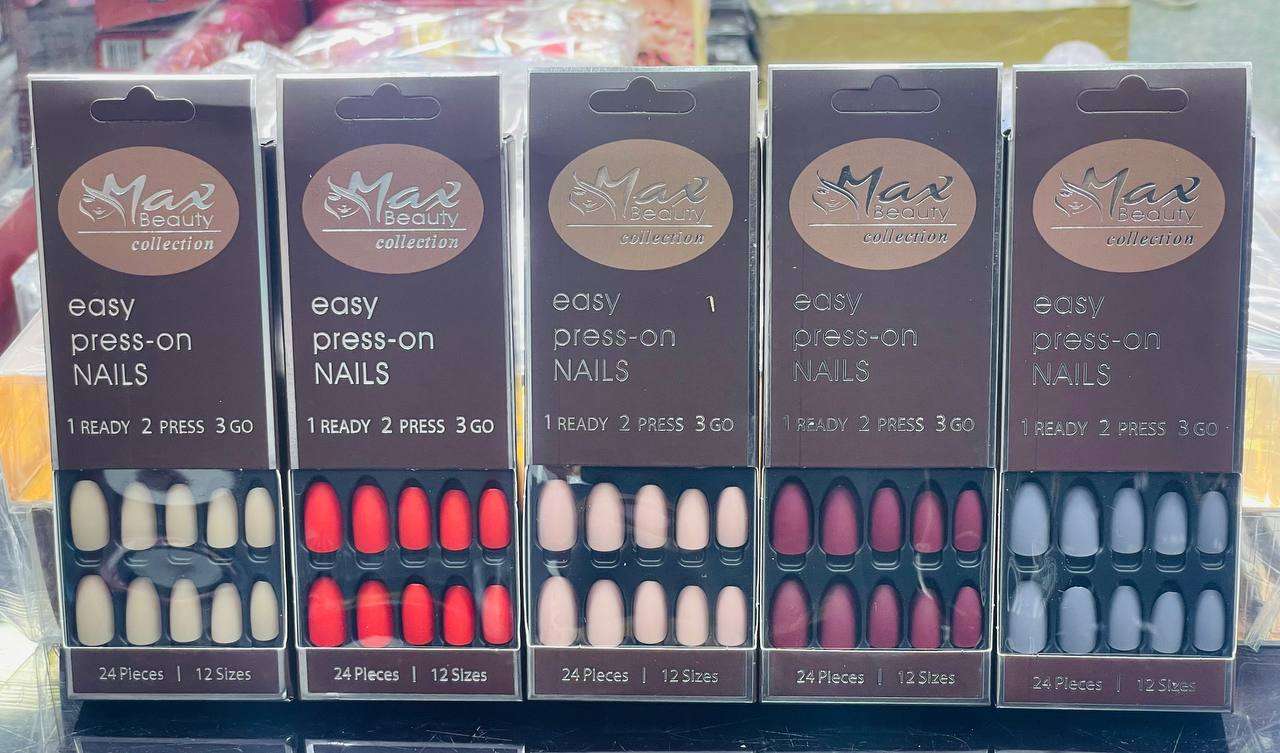 Max
Beauty
collection
easy
press-on
NAILS
1 READY 2 PRESS 3 GO
24 Pieces | 12 Sizes
Max
Beauty
collection
easy
press-on
NAILS
1 READY 2 PRESS 3 GO
24 Pieces | 12 Sizes
Max
Beauty
collection
easy
press-on
NAILS
1 READY 2 PRESS 3 GO
24 Pieces | 12 Sizes
Max
Beauty
collection
easy
press-on
NAILS
1 READY 2 PRESS 3 GO
24 Pieces | 12 Sizes
Max
Beauty
collection
easy
press-on
NAILS
1 READY 2 PRESS 3 GO
24 Pieces | 12 Sizes